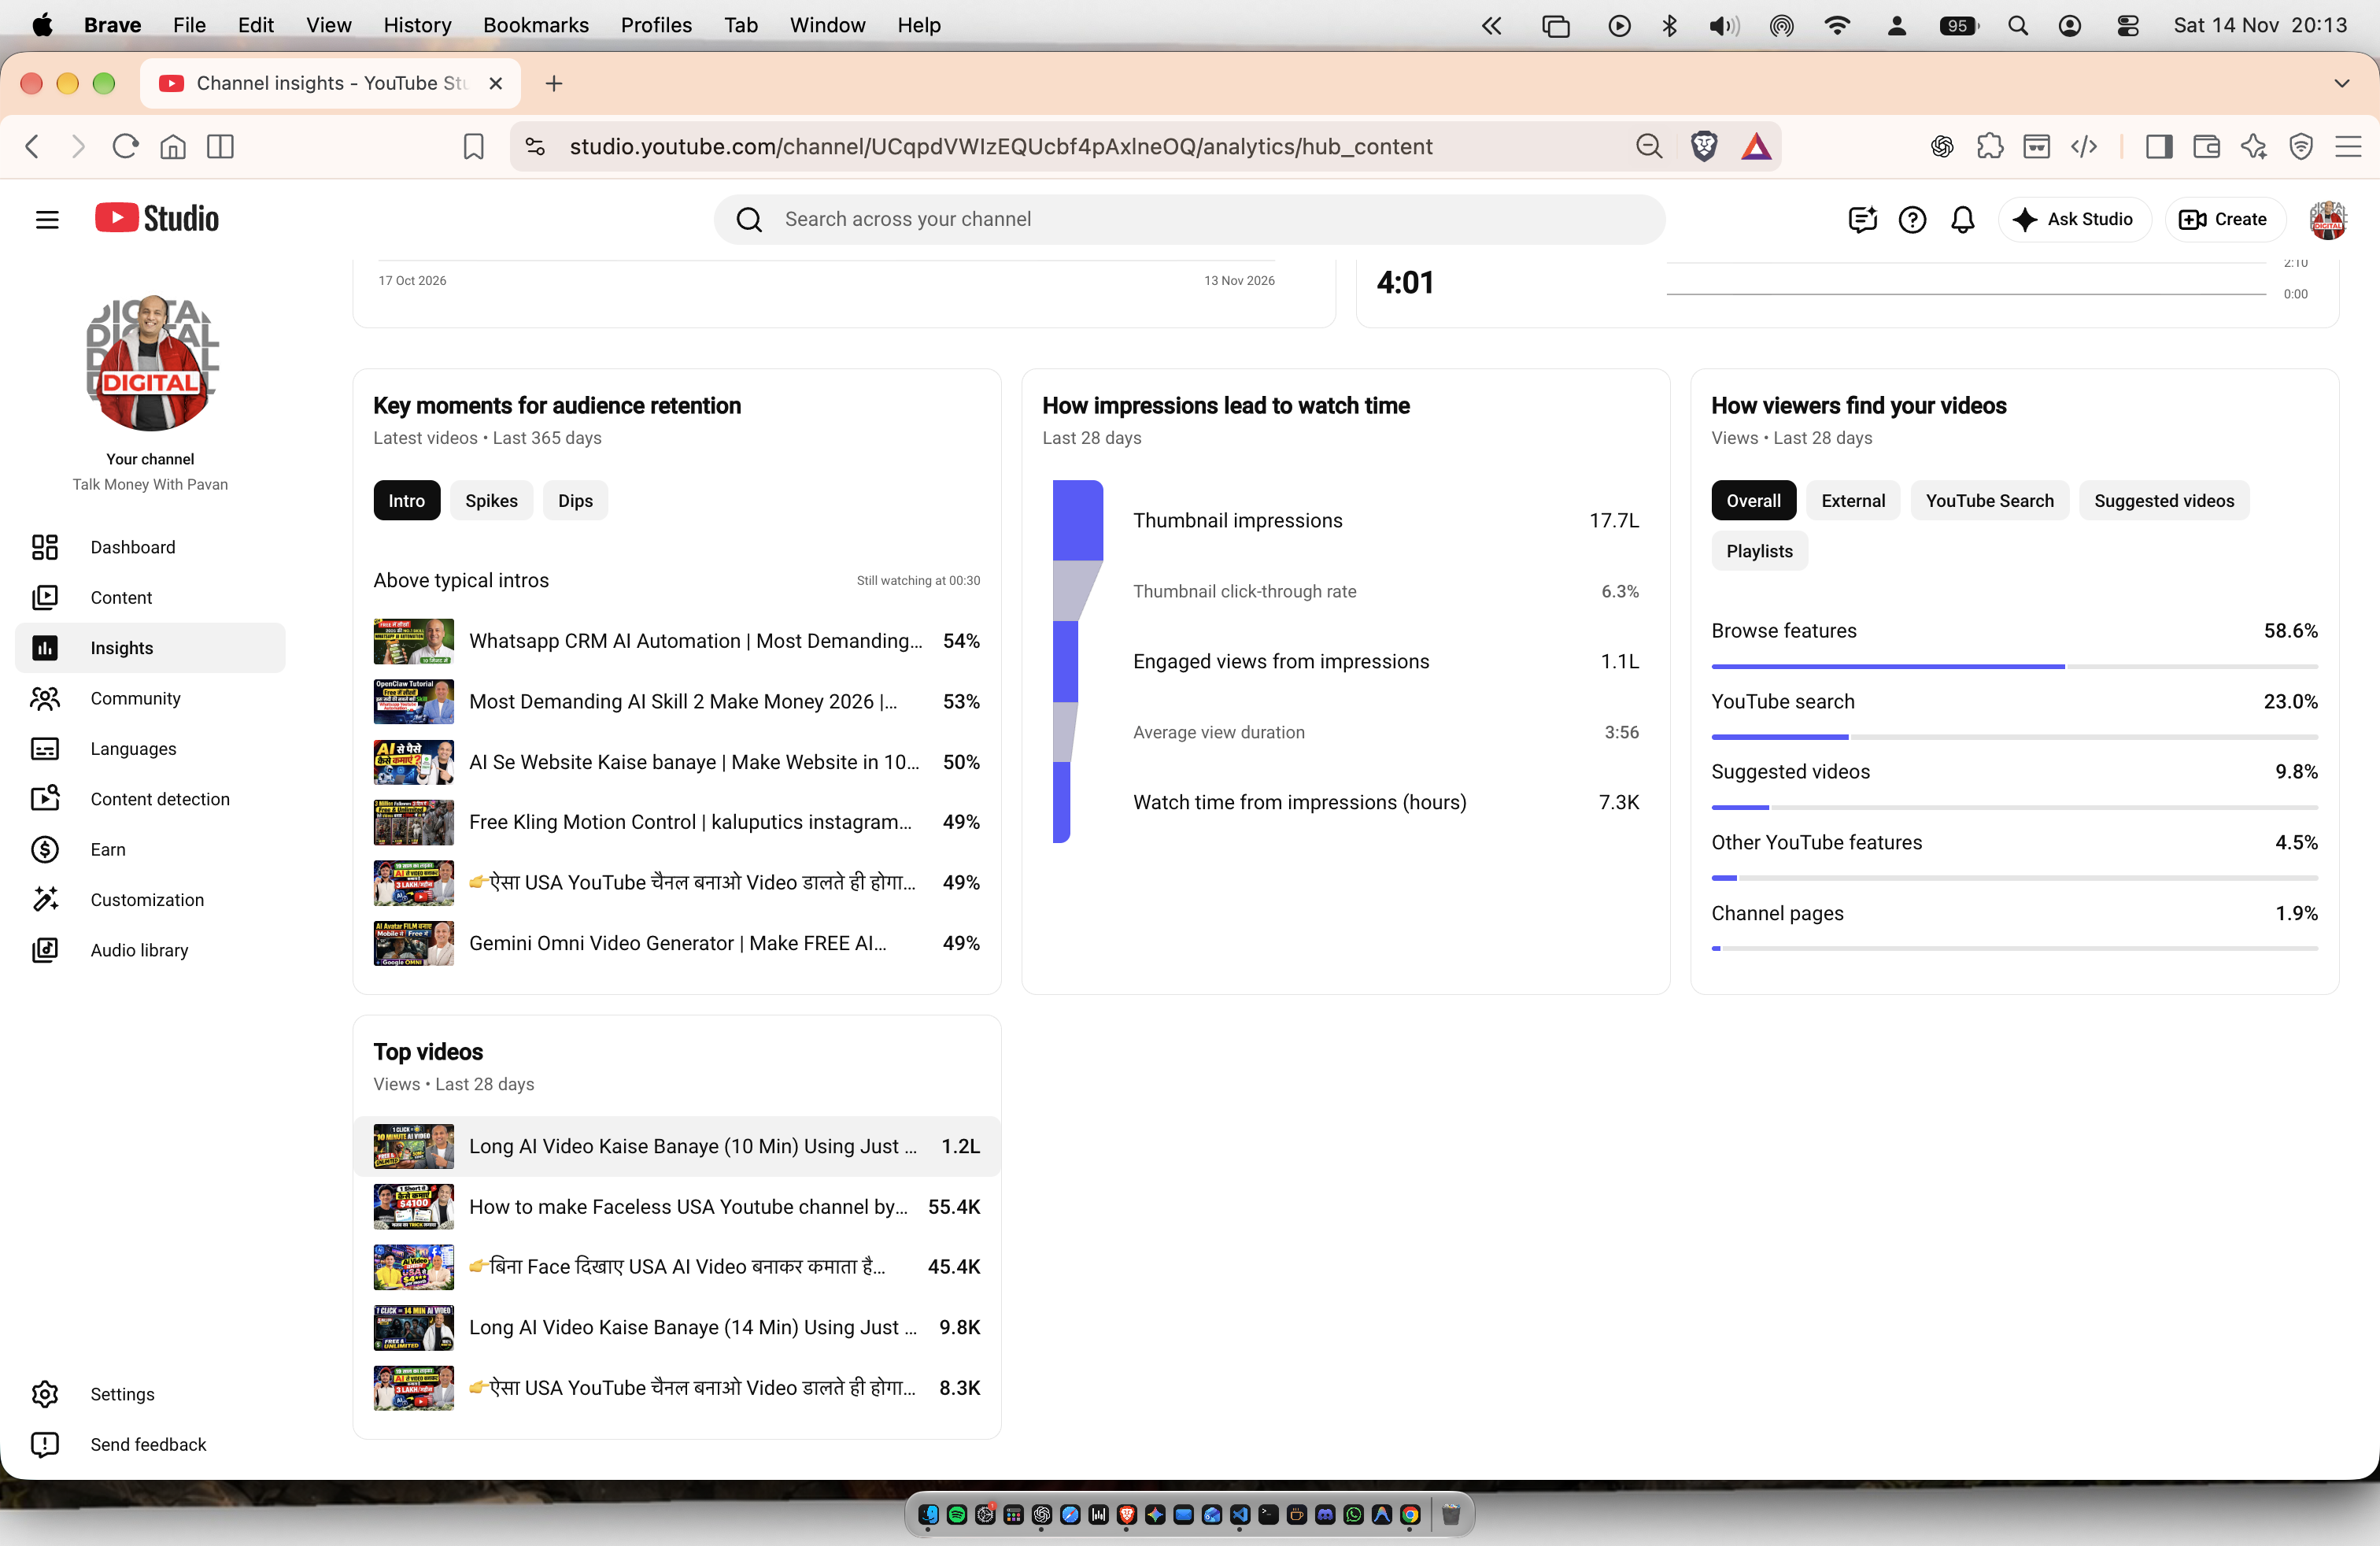 Brave File Edit View History Bookmarks Profiles Tab Window Help 95 Sat 14 Nov 20:13
Channel insights - YouTube Stu
studio.youtube.com/channel/UCqpdVWIzEQUcbf4pAxIneOQ/analytics/hub_content
Studio
Search across your channel
Ask Studio
Create
17 Oct 2026
13 Nov 2026
4:01
2:10
0:00
DIGITAL
Your channel
Talk Money With Pavan
Dashboard
Content
Insights
Community
Languages
Content detection
Earn
Customization
Audio library
Settings
Send feedback
Key moments for audience retention
Latest videos • Last 365 days
Intro Spikes Dips
Above typical intros Still watching at 00:30
Whatsapp CRM AI Automation | Most Demanding... 54%
OpenClaw Tutorial
Most Demanding AI Skill 2 Make Money 2026 |... 53%
AI से पैसे
कैसे कमाएं ?
AI Se Website Kaise banaye | Make Website in 10... 50%
Free Kling Motion Control | kaluputics instagram... 49%
👉ऐसा USA YouTube चैनल बनाओ Video डालते ही होगा... 49%
Gemini Omni Video Generator | Make FREE AI... 49%
How impressions lead to watch time
Last 28 days
Thumbnail impressions 17.7L
Thumbnail click-through rate 6.3%
Engaged views from impressions 1.1L
Average view duration 3:56
Watch time from impressions (hours) 7.3K
How viewers find your videos
Views • Last 28 days
Overall External YouTube Search Suggested videos
Playlists
Browse features 58.6%
YouTube search 23.0%
Suggested videos 9.8%
Other YouTube features 4.5%
Channel pages 1.9%
Top videos
Views • Last 28 days
Long AI Video Kaise Banaye (10 Min) Using Just ... 1.2L
How to make Faceless USA Youtube channel by... 55.4K
👉बिना Face दिखाए USA AI Video बनाकर कमाता है... 45.4K
Long AI Video Kaise Banaye (14 Min) Using Just ... 9.8K
👉ऐसा USA YouTube चैनल बनाओ Video डालते ही होगा... 8.3K